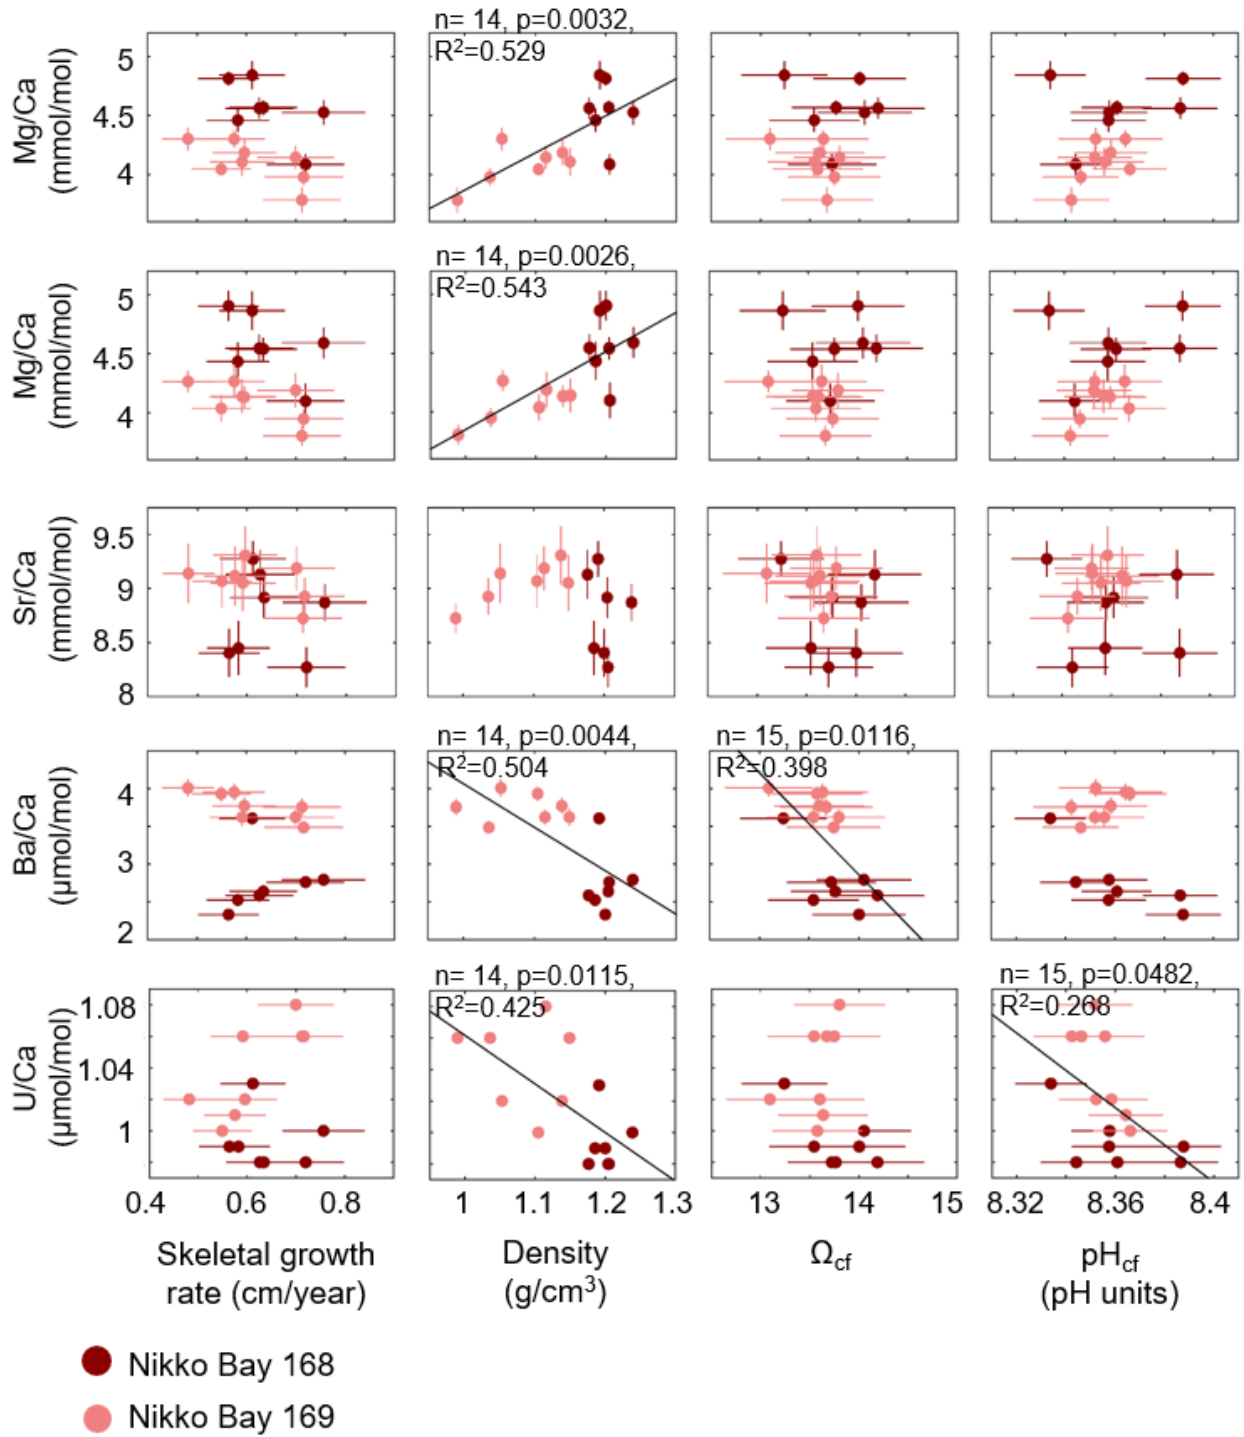 n= 14, p=0.0032,
R²=0.529
Mg/Ca
(mmol/mol)
5
4.5
4
n= 14, p=0.0026,
R²=0.543
Mg/Ca
(mmol/mol)
5
4.5
4
Sr/Ca
(mmol/mol)
9.5
9
8.5
8
n= 14, p=0.0044,
R²=0.504
n= 15, p=0.0116,
R²=0.398
Ba/Ca
(µmol/mol)
4
3
2
n= 14, p=0.0115,
R²=0.425
n= 15, p=0.0482,
R²=0.268
U/Ca
(µmol/mol)
1.08
1.04
1
0.4 0.6 0.8
1 1.1 1.2 1.3
13 14 15
8.32 8.36 8.4
Skeletal growth
rate (cm/year)
Density
(g/cm³)
Ωcf
pHcf
(pH units)
Nikko Bay 168
Nikko Bay 169